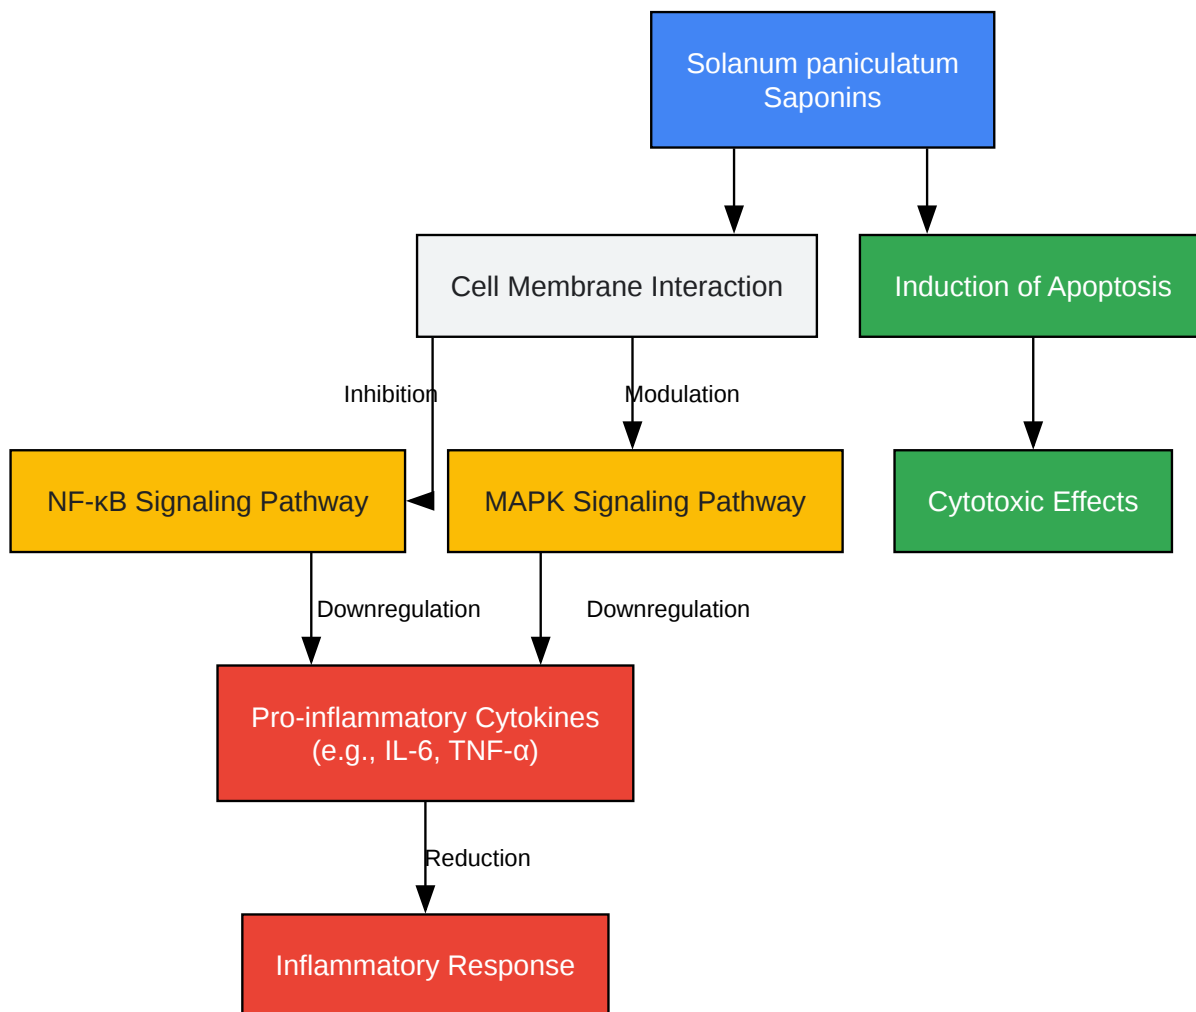 Solanum paniculatum
Saponins
Cell Membrane Interaction
Induction of Apoptosis
Inhibition
Modulation
NF-κB Signaling Pathway
MAPK Signaling Pathway
Cytotoxic Effects
Downregulation
Downregulation
Pro-inflammatory Cytokines
(e.g., IL-6, TNF-α)
Reduction
Inflammatory Response